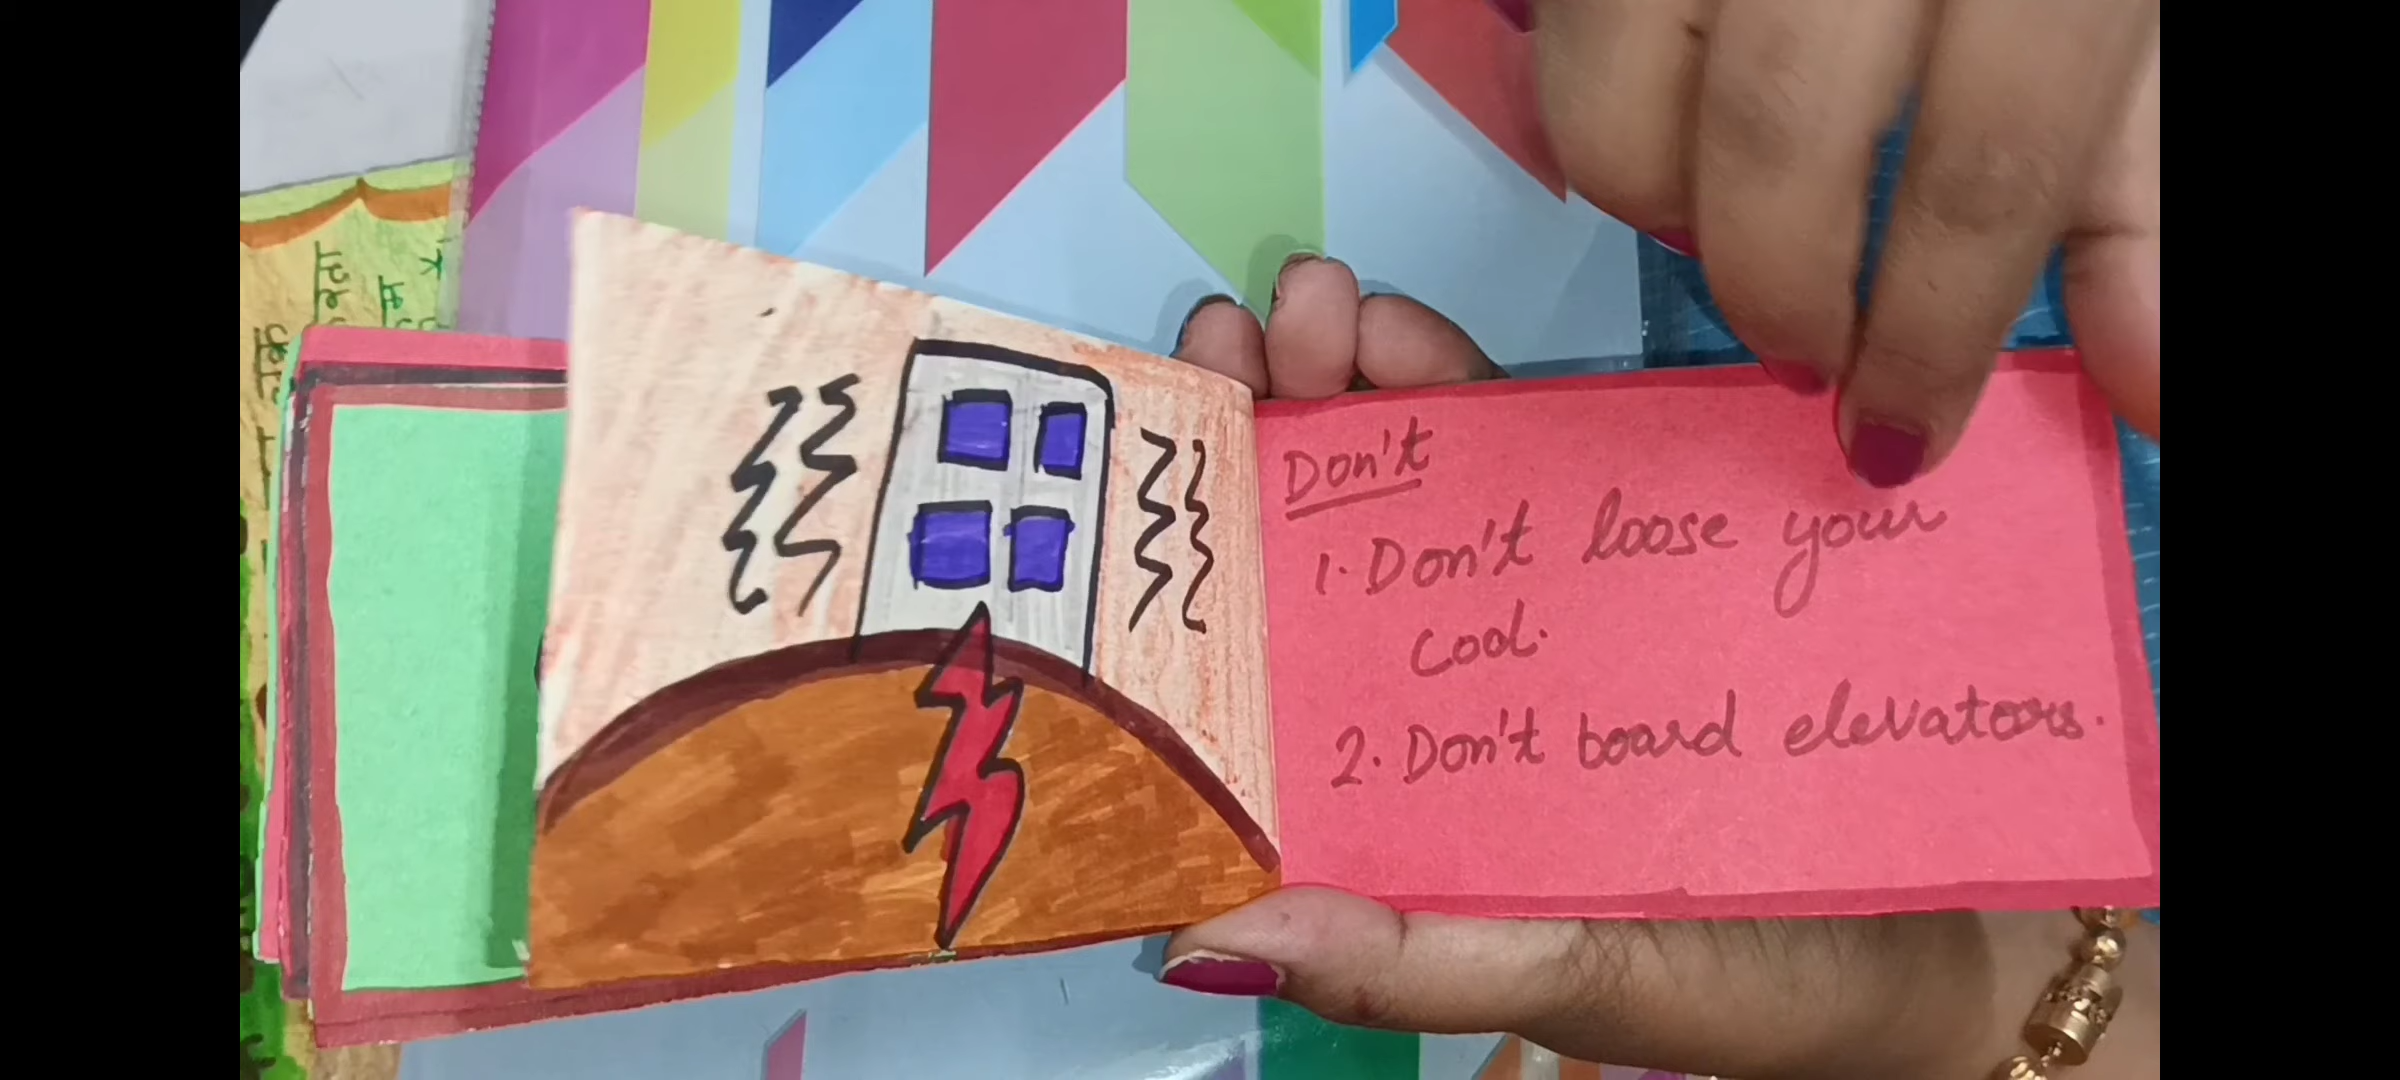 Don't
1. Don't loose your
cool.
2. Don't board elevators.